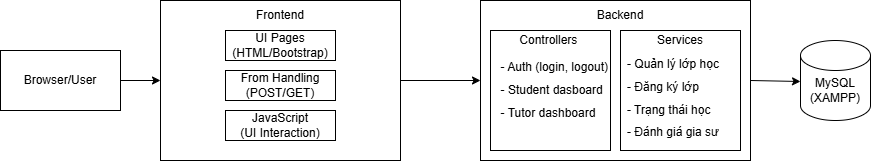 Browser/User
Frontend
UI Pages
(HTML/Bootstrap)
From Handling
(POST/GET)
JavaScript
(UI Interaction)
Backend
Controllers
- Auth (login, logout)
- Student dasboard
- Tutor dashboard
Services
- Quản lý lớp học
- Đăng ký lớp
- Trạng thái học
- Đánh giá gia sư
MySQL
(XAMPP)